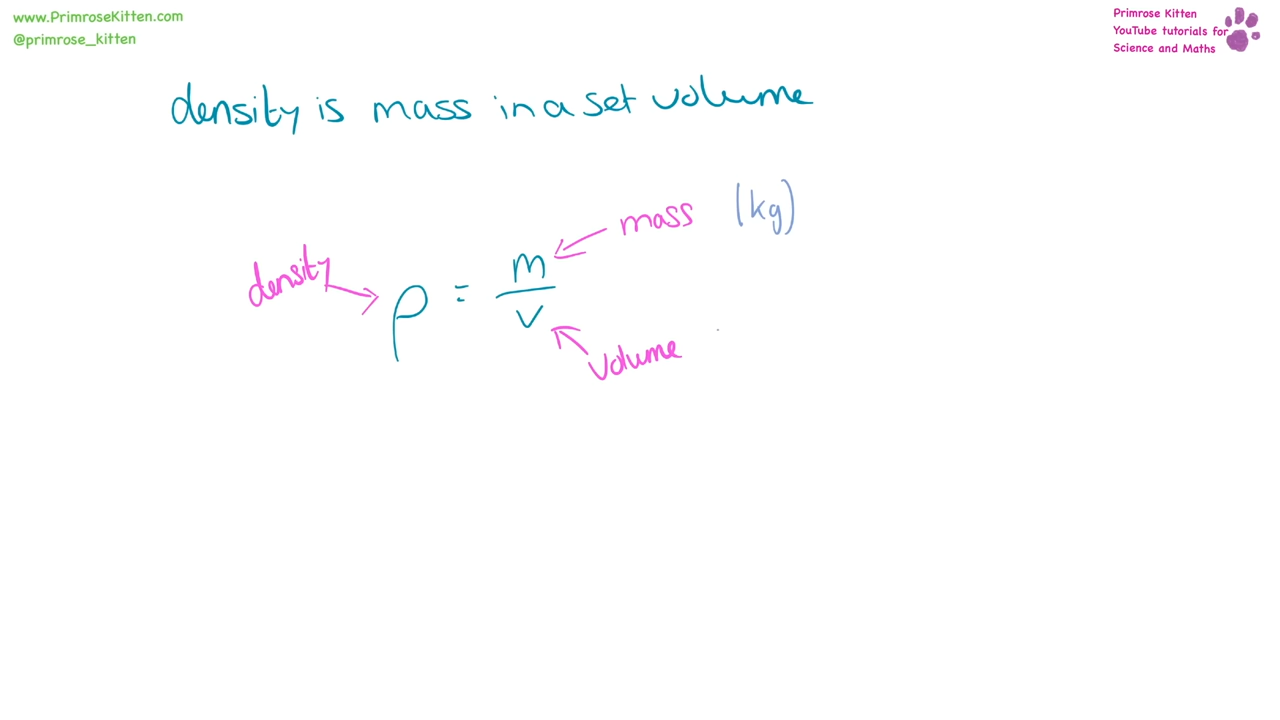 www.PrimroseKitten.com
@primrose_kitten
Primrose Kitten
YouTube tutorials for
Science and Maths
density is mass in a set volume
mass (kg)
density
ρ = m/v
volume